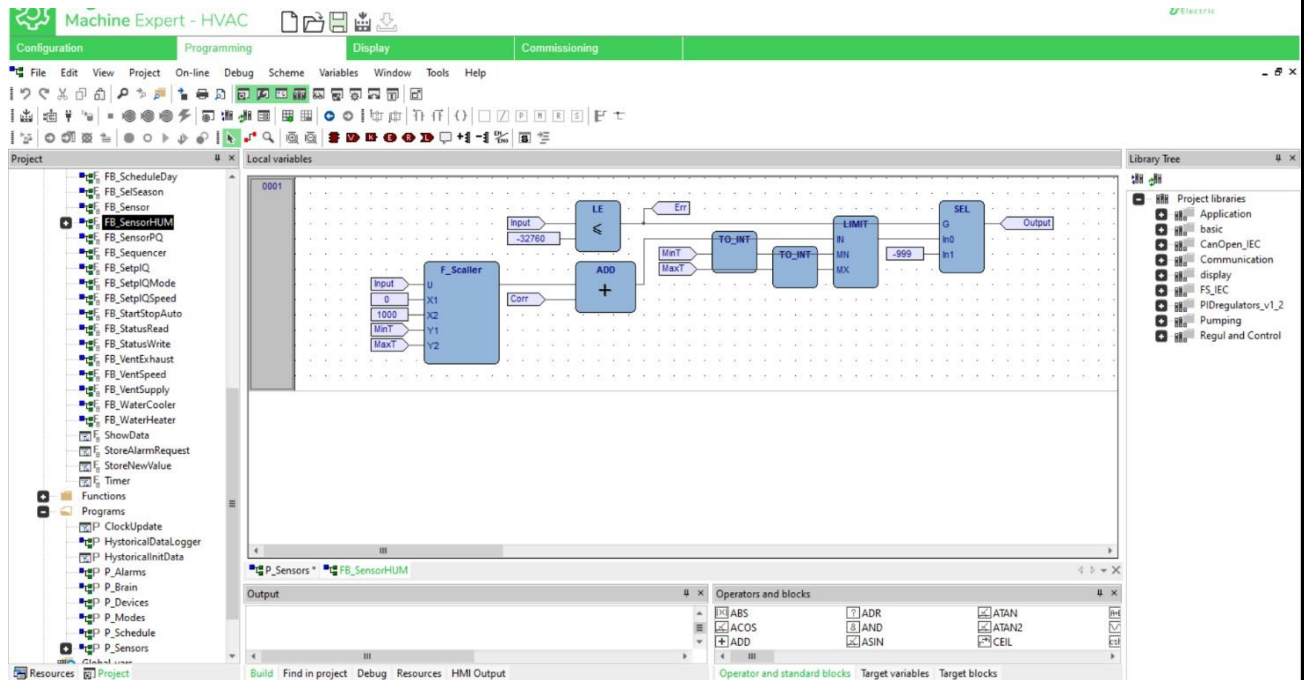 Machine Expert - HVAC
Electric
Configuration Programming Display Commissioning
File Edit View Project On-line Debug Scheme Variables Window Tools Help
Project
FB_ScheduleDay
FB_SelSeason
FB_Sensor
FB_SensorHUM
FB_SensorPQ
FB_Sequencer
FB_SetpIQ
FB_SetpIQMode
FB_SetpIQSpeed
FB_StartStopAuto
FB_StatusRead
FB_StatusWrite
FB_VentExhaust
FB_VentSpeed
FB_VentSupply
FB_WaterCooler
FB_WaterHeater
ShowData
StoreAlarmRequest
StoreNewValue
Timer
Functions
Programs
ClockUpdate
HystoricalDataLogger
HystoricalInitData
P_Alarms
P_Brain
P_Devices
P_Modes
P_Schedule
P_Sensors
Global vars
Resources Project
Local variables
0001
LE
≤
Input
-32760
Err
F_Scaller
Input U
0 X1
1000 X2
MinT Y1
MaxT Y2
ADD
+
Corr
MinT
MaxT
TO_INT
TO_INT
LIMIT
IN
MN
MX
-999
SEL
G
In0
In1
Output
P_Sensors * FB_SensorHUM
Output
Build Find in project Debug Resources HMI Output
Operators and blocks
ABS ADR ATAN
ACOS AND ATAN2
ADD ASIN CEIL
Operator and standard blocks Target variables Target blocks
Library Tree
Project libraries
Application
basic
CanOpen_IEC
Communication
display
FS_IEC
PIDregulators_v1_2
Pumping
Regul and Control